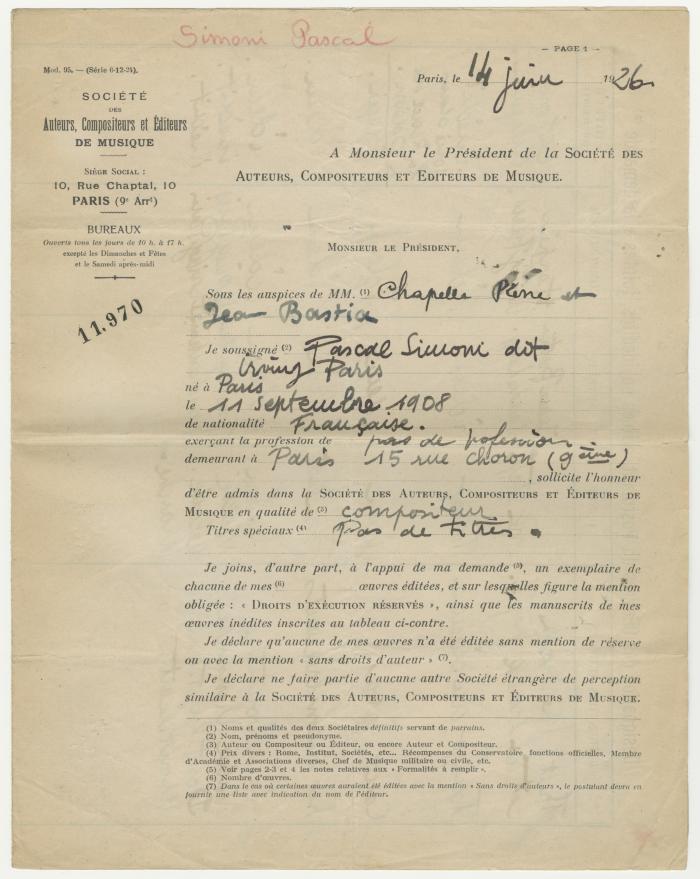 Simoni Pascal
— PAGE 1 —
Mod. 95. — (Série 6-12-24).
Paris, le 14 juin 1926
SOCIÉTÉ
DES
Auteurs, Compositeurs et Éditeurs
DE MUSIQUE
SIÈGE SOCIAL :
10, Rue Chaptal, 10
PARIS (9e Arrt)
BUREAUX
Ouverts tous les jours de 10 h. à 17 h.
excepté les Dimanches et Fêtes
et le Samedi après-midi
11.970
A Monsieur le Président de la SOCIÉTÉ DES
AUTEURS, COMPOSITEURS ET EDITEURS DE MUSIQUE.
MONSIEUR LE PRÉSIDENT,
Sous les auspices de MM. (1) Chapelle Pierre et
Jean Bastia
Je soussigné (2) Pascal Simoni dit
Irving Paris
né à Paris
le 11 Septembre 1908
de nationalité Française.
exerçant la profession de pas de profession
demeurant à Paris 15 rue choron (9ème)
, sollicite l'honneur
d'être admis dans la SOCIÉTÉ DES AUTEURS, COMPOSITEURS ET ÉDITEURS DE
MUSIQUE en qualité de (3) compositeur
Titres spéciaux (4) Pas de titres.
Je joins, d'autre part, à l'appui de ma demande (5), un exemplaire de
chacune de mes (6) œuvres éditées, et sur lesquelles figure la mention
obligée : « DROITS D'EXÉCUTION RÉSERVÉS », ainsi que les manuscrits de mes
œuvres inédites inscrites au tableau ci-contre.
Je déclare qu'aucune de mes œuvres n'a été éditée sans mention de réserve
ou avec la mention « sans droits d'auteur » (7).
Je déclare ne faire partie d'aucune autre Société étrangère de perception
similaire à la SOCIÉTÉ DES AUTEURS, COMPOSITEURS ET ÉDITEURS DE MUSIQUE.
(1) Noms et qualités des deux Sociétaires définitifs servant de parrains.
(2) Nom, prénoms et pseudonyme.
(3) Auteur ou Compositeur ou Éditeur, ou encore Auteur et Compositeur.
(4) Prix divers : Rome, Institut, Sociétés, etc... Récompenses du Conservatoire, fonctions officielles, Membre
d'Académie et Associations diverses, Chef de Musique militaire ou civile, etc.
(5) Voir pages 2-3 et 4 les notes relatives aux « Formalités à remplir ».
(6) Nombre d'œuvres.
(7) Dans le cas où certaines œuvres auraient été éditées avec la mention « Sans droits d'auteurs », le postulant devra en
fournir une liste avec indication du nom de l'éditeur.